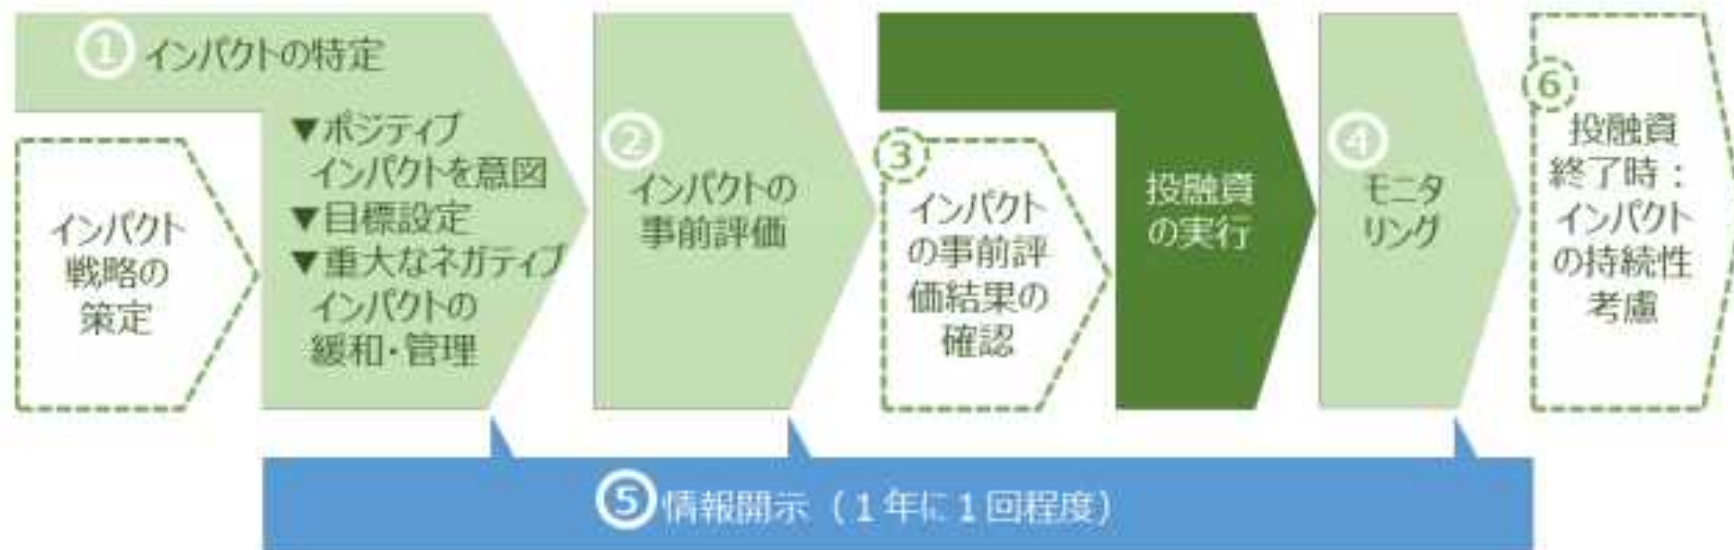 ① インパクトの特定
▼ポジティブ
インパクトを意図
▼目標設定
▼重大なネガティブ
インパクトの
緩和・管理
インパクト
戦略の
策定
②
インパクトの
事前評価
③
インパクト
の事前評
価結果の
確認
投融資
の実行
④
モニタ
リング
⑥
投融資
終了時：
インパクト
の持続性
考慮
⑤情報開示（１年に１回程度）